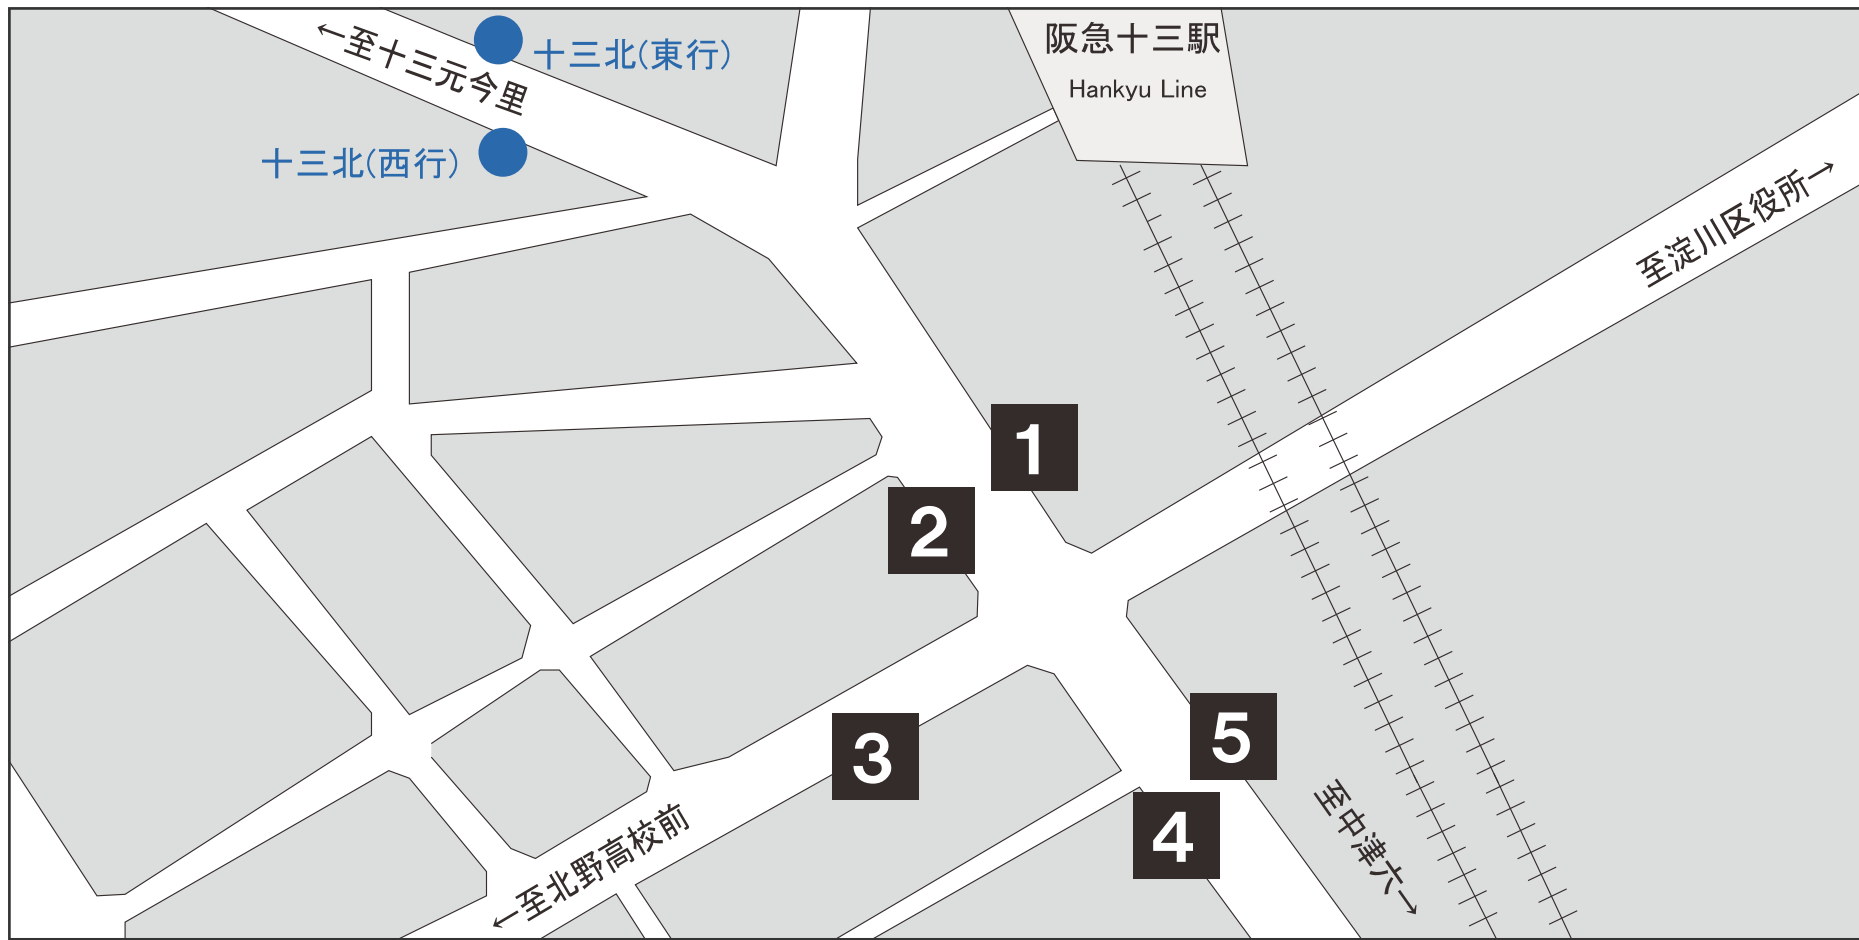 ←至十三元今里
十三北(東行)
阪急十三駅
Hankyu Line
十三北(西行)
至淀川区役所→
1
2
3
5
4
至中津六→
←至北野高校前